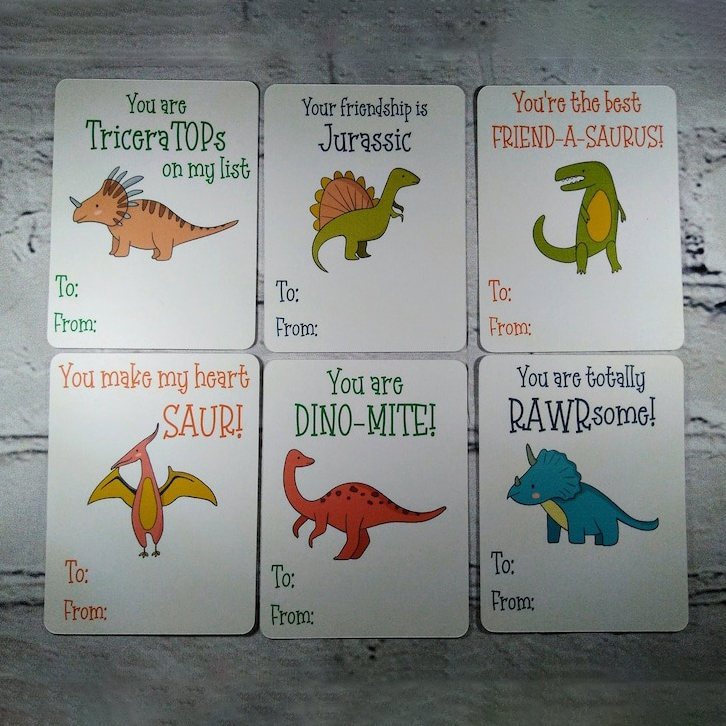 You are
TriceraTOPs
on my list
To:
From:
Your friendship is
Jurassic
To:
From:
You're the best
FRIEND-A-SAURUS!
To:
From:
You make my heart
SAUR!
To:
From:
You are
DINO-MITE!
To:
From:
You are totally
RAWRsome!
To:
From: